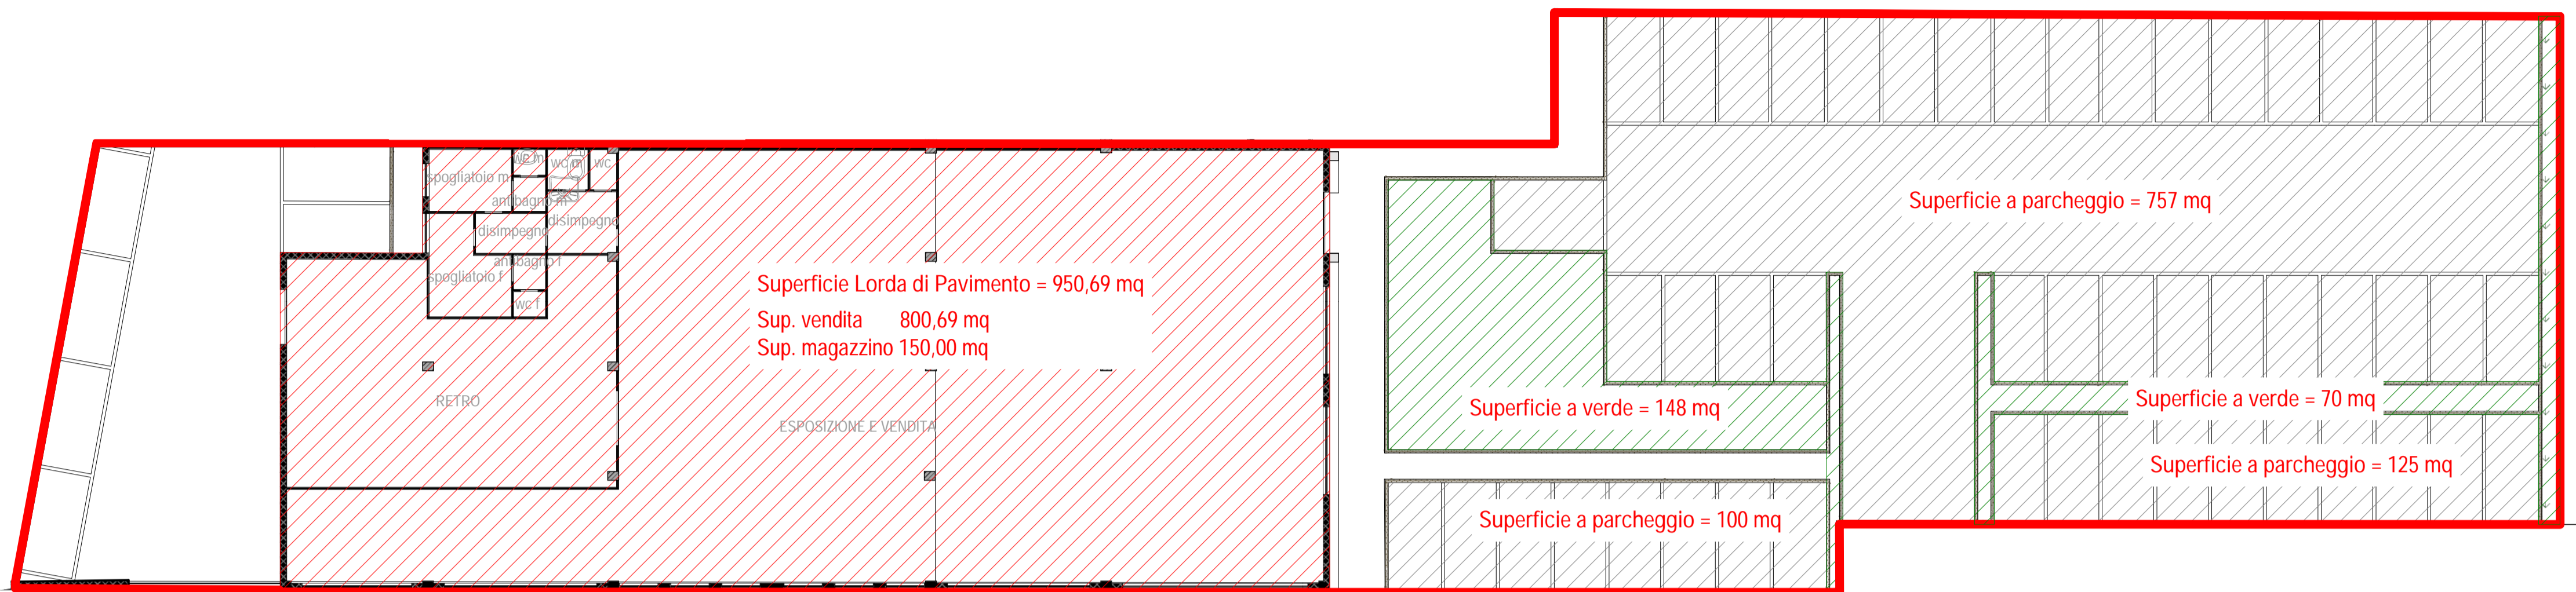 wc m
wc m
wc
spogliatoio m
antibagno m
disimpegno
disimpegno
antibagno f
spogliatoio f
wc f
RETRO
Superficie Lorda di Pavimento = 950,69 mq
Sup. vendita 800,69 mq
Sup. magazzino 150,00 mq
ESPOSIZIONE E VENDITA
Superficie a parcheggio = 757 mq
Superficie a verde = 148 mq
Superficie a verde = 70 mq
Superficie a parcheggio = 125 mq
Superficie a parcheggio = 100 mq